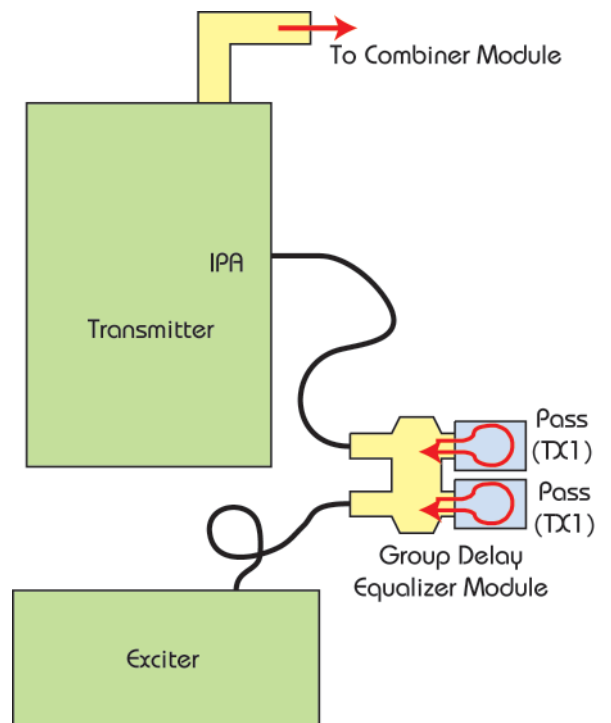 To Combiner Module
IPA
Transmitter
Pass
(TX1)
Pass
(TX1)
Group Delay
Equalizer Module
Exciter